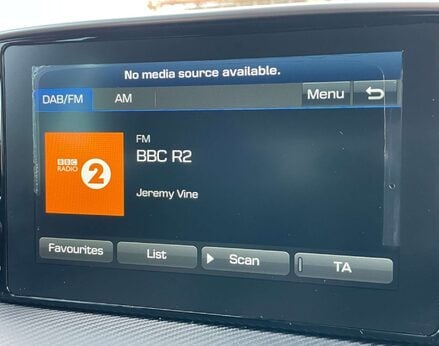 No media source available.
DAB/FM AM Menu
FM
BBC R2
BBC
RADIO 2
Jeremy Vine
Favourites List Scan TA